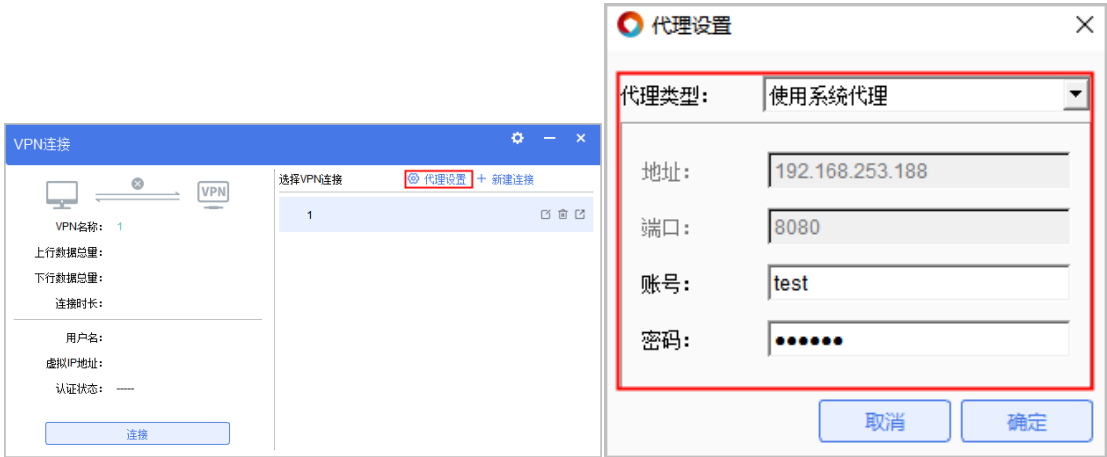 VPN连接
VPN
VPN名称： 1
上行数据总量：
下行数据总量：
连接时长：
用户名：
虚拟IP地址：
认证状态： -----
连接
选择VPN连接 代理设置 + 新建连接
1
代理设置
代理类型： 使用系统代理
地址： 192.168.253.188
端口： 8080
账号： test
密码： ●●●●●●
取消 确定